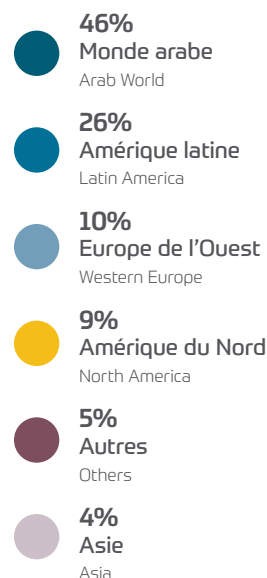 46%
Monde arabe
Arab World
26%
Amérique latine
Latin America
10%
Europe de l’Ouest
Western Europe
9%
Amérique du Nord
North America
5%
Autres
Others
4%
Asie
Asia